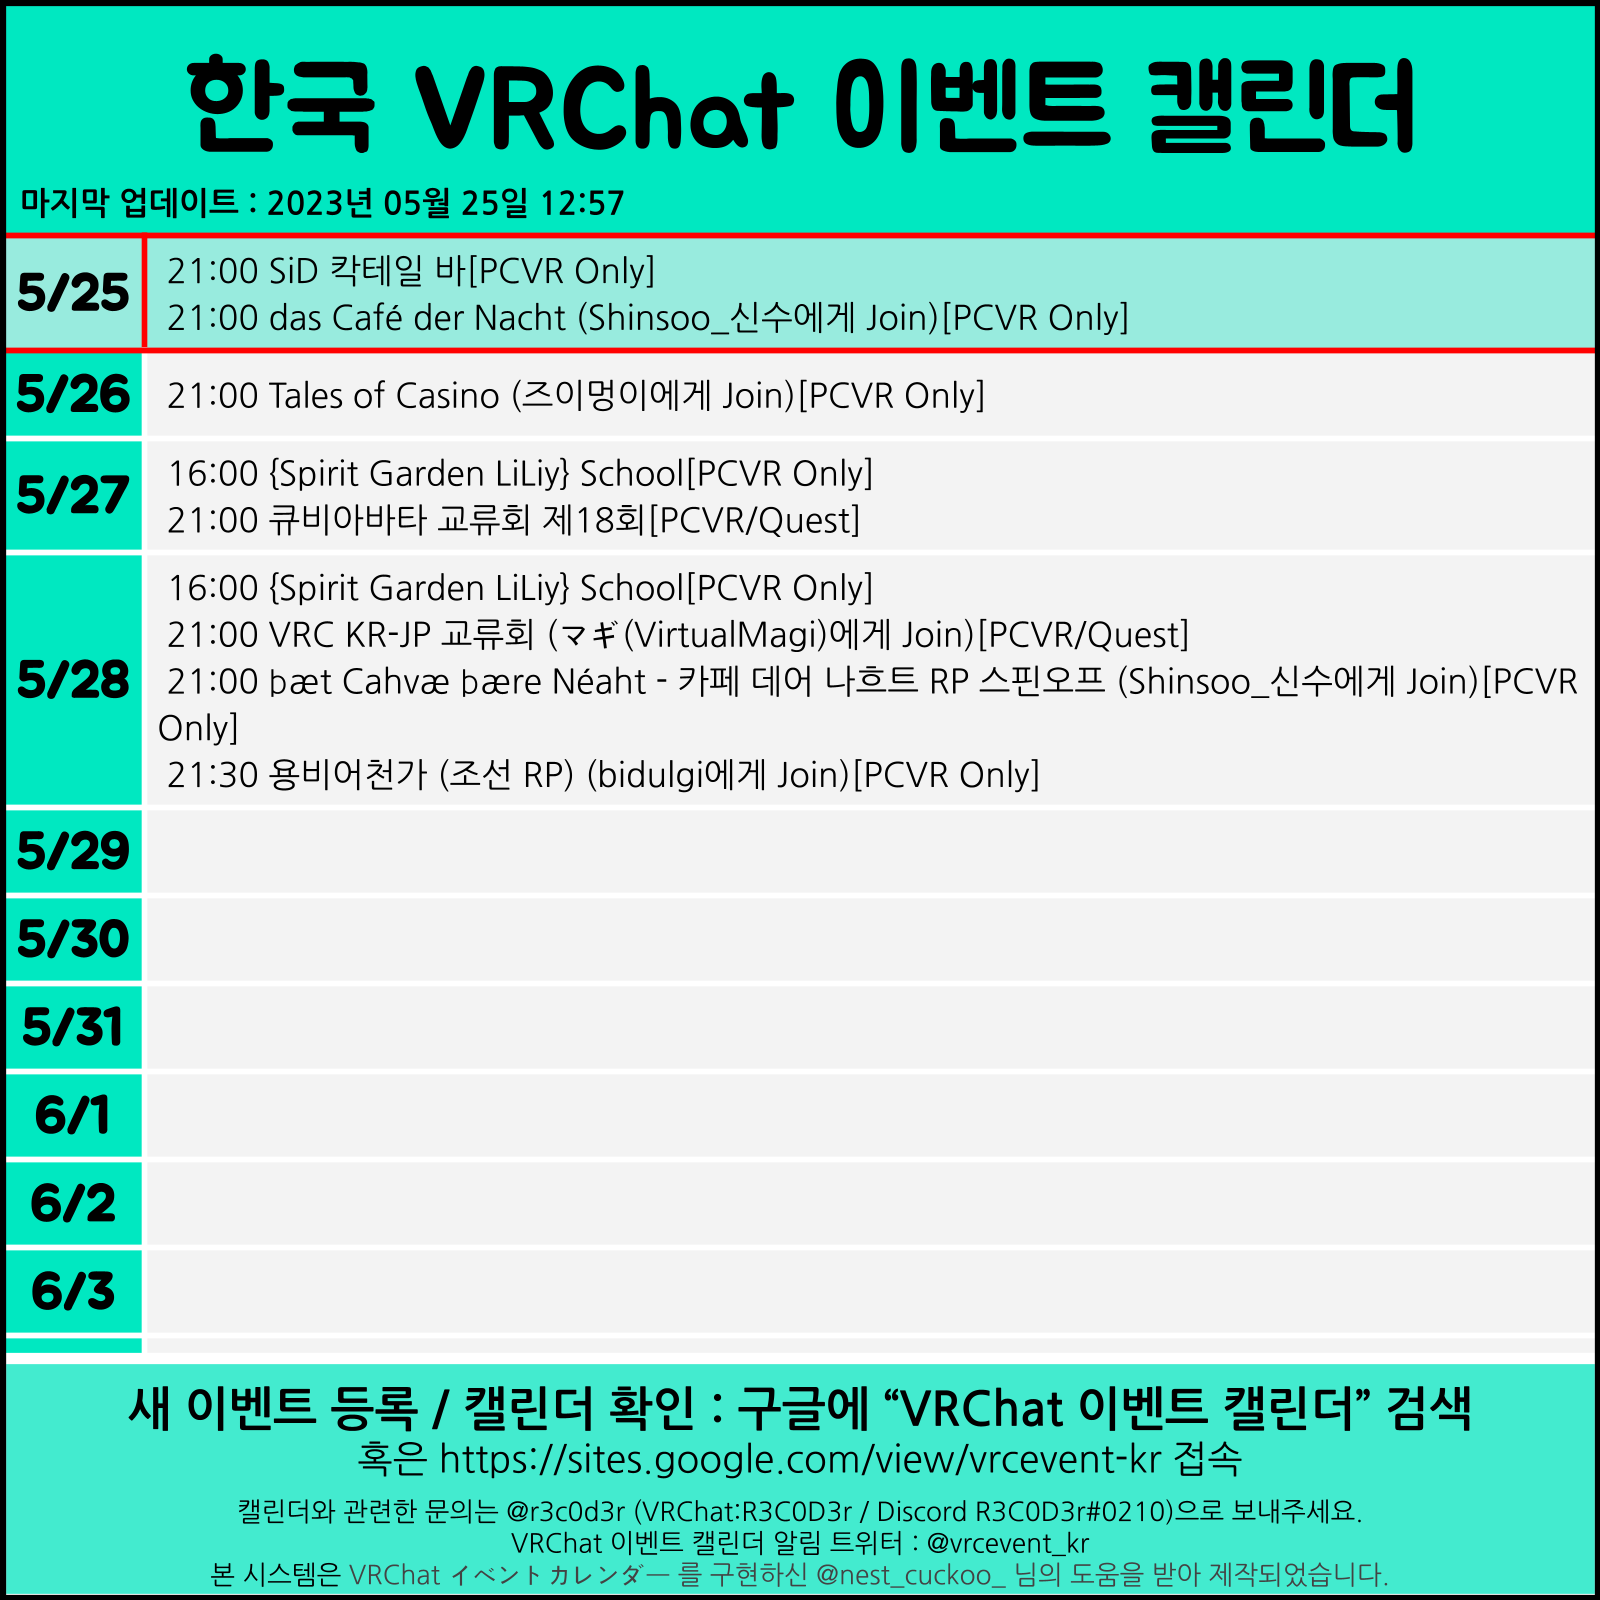 한국 VRChat 이벤트 캘린더
마지막 업데이트 : 2023년 05월 25일 12:57
5/25
21:00 SiD 칵테일 바[PCVR Only]
21:00 das Café der Nacht (Shinsoo_신수에게 Join)[PCVR Only]
5/26
21:00 Tales of Casino (즈이멍이에게 Join)[PCVR Only]
5/27
16:00 {Spirit Garden LiLiy} School[PCVR Only]
21:00 큐비아바타 교류회 제18회[PCVR/Quest]
5/28
16:00 {Spirit Garden LiLiy} School[PCVR Only]
21:00 VRC KR-JP 교류회 (マギ(VirtualMagi)에게 Join)[PCVR/Quest]
21:00 þæt Cahvæ þære Néaht - 카페 데어 나흐트 RP 스핀오프 (Shinsoo_신수에게 Join)[PCVR
Only]
21:30 용비어천가 (조선 RP) (bidulgi에게 Join)[PCVR Only]
5/29
5/30
5/31
6/1
6/2
6/3
새 이벤트 등록 / 캘린더 확인 : 구글에 “VRChat 이벤트 캘린더” 검색
혹은 https://sites.google.com/view/vrcevent-kr 접속
캘린더와 관련한 문의는 @r3c0d3r (VRChat:R3C0D3r / Discord R3C0D3r#0210)으로 보내주세요.
VRChat 이벤트 캘린더 알림 트위터 : @vrcevent_kr
본 시스템은 VRChat イベントカレンダー 를 구현하신 @nest_cuckoo_ 님의 도움을 받아 제작되었습니다.